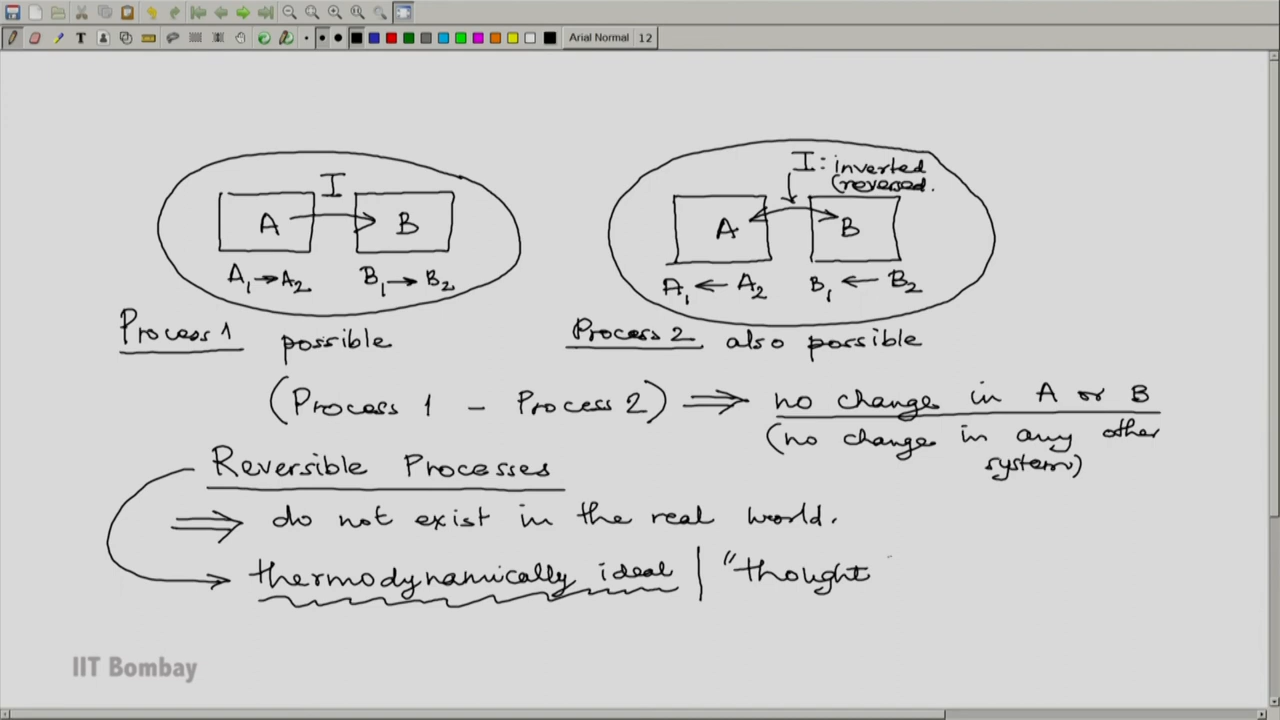 Arial Normal 12
I
A B
A₁→A₂ B₁→B₂
I: inverted
(reversed.
A B
A₁ ← A₂ B₁ ← B₂
Process 1 possible
Process 2 also possible
(Process 1 – Process 2) ⇒ no change in A or B
(no change in any other
system)
Reversible Processes
⇒ do not exist in the real world.
→ thermodynamically ideal | "thought
IIT Bombay